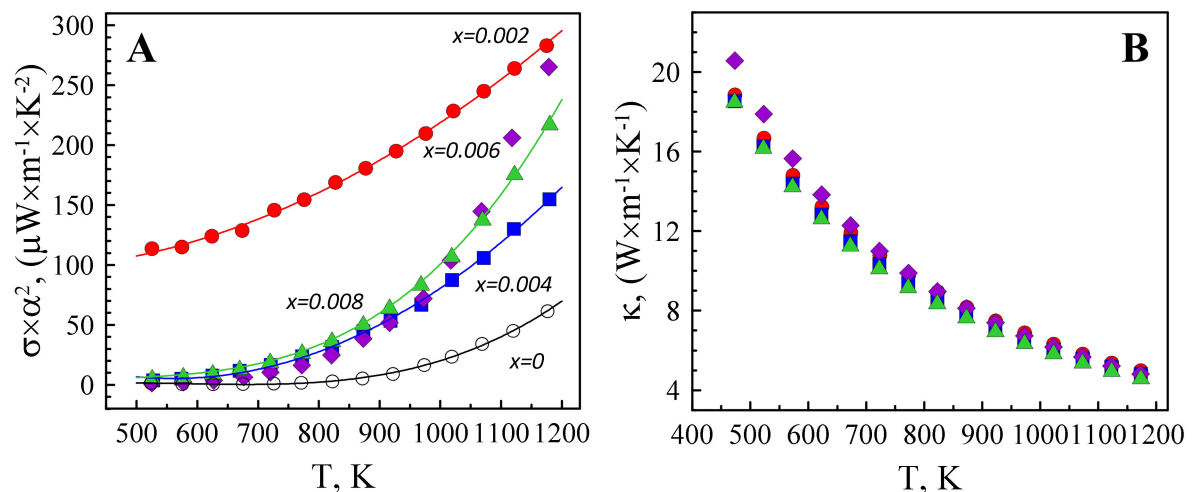 A
300
250
200
150
100
50
0
σ×α², (μW×m⁻¹×K⁻²)
x=0.002
x=0.006
x=0.008
x=0.004
x=0
500 600 700 800 900 1000 1100 1200
T, K
B
20
16
12
8
4
κ, (W×m⁻¹×K⁻¹)
400 500 600 700 800 900 1000 1100 1200
T, K